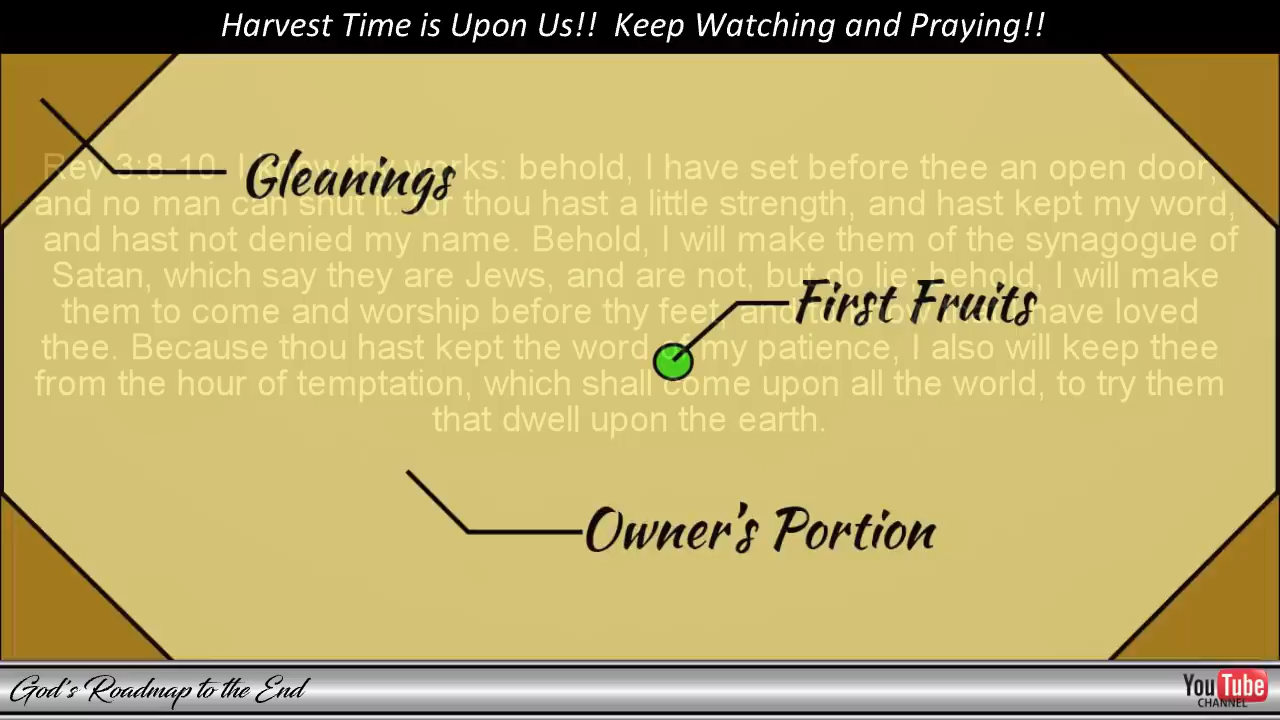 Harvest Time is Upon Us!! Keep Watching and Praying!!
Rev 3:8-10 I know thy works: behold, I have set before thee an open door,
Gleanings
and no man can shut it: for thou hast a little strength, and hast kept my word,
and hast not denied my name. Behold, I will make them of the synagogue of
Satan, which say they are Jews, and are not, but do lie; behold, I will make
First Fruits
them to come and worship before thy feet, and to have loved
thee. Because thou hast kept the word of my patience, I also will keep thee
from the hour of temptation, which shall come upon all the world, to try them
that dwell upon the earth.
Owner's Portion
God's Roadmap to the End
YouTube
CHANNEL